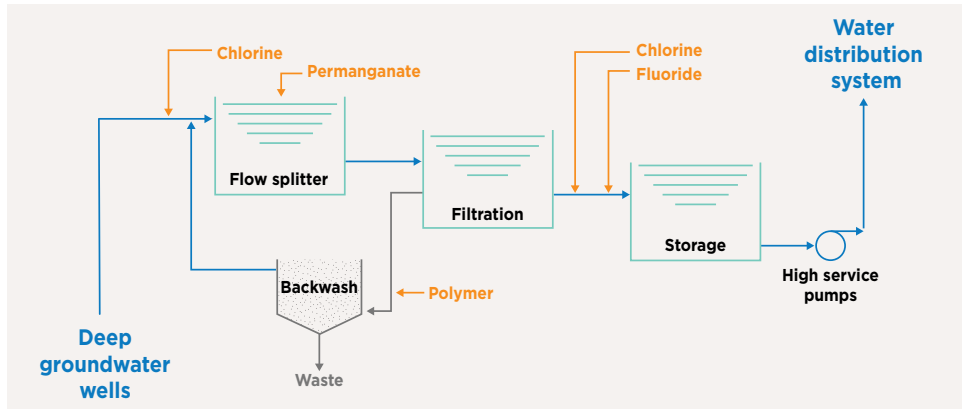 Chlorine
Permanganate
Flow splitter
Chlorine
Fluoride
Water
distribution
system
Filtration
Storage
High service
pumps
Backwash
Polymer
Waste
Deep
groundwater
wells